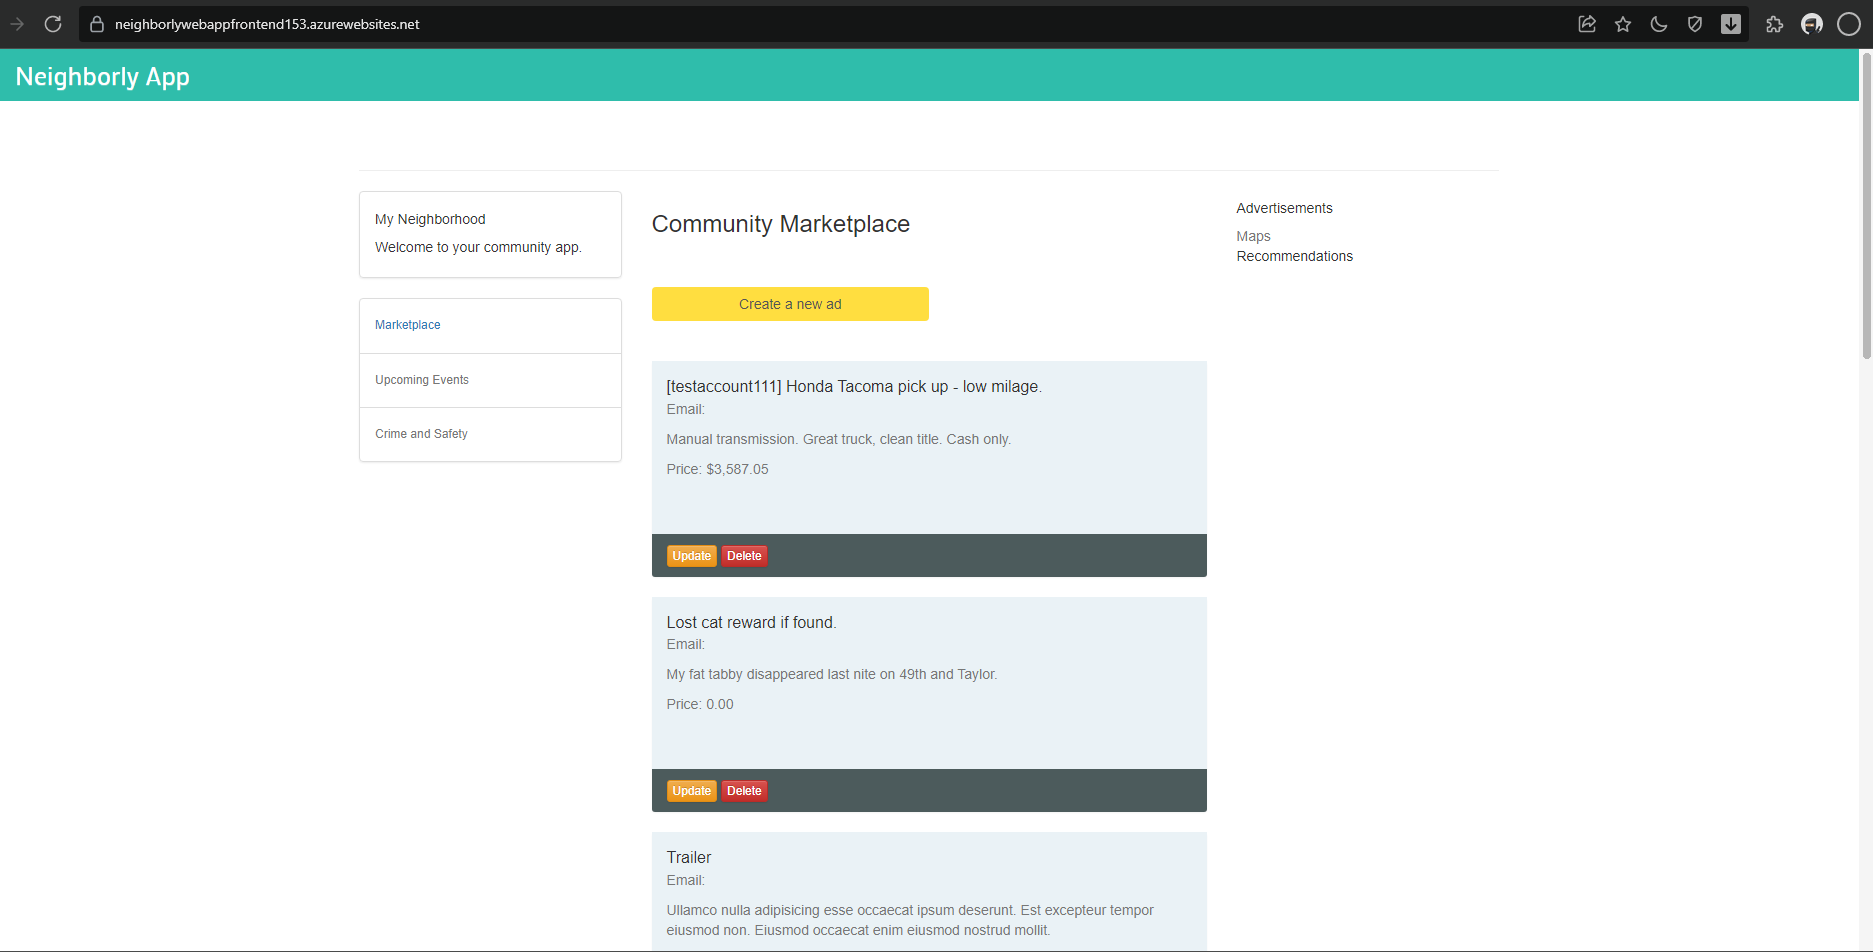 neighborlywebappfrontend153.azurewebsites.net
Neighborly App
My Neighborhood
Welcome to your community app.
Marketplace
Upcoming Events
Crime and Safety
Community Marketplace
Create a new ad
[testaccount111] Honda Tacoma pick up - low milage.
Email:
Manual transmission. Great truck, clean title. Cash only.
Price: $3,587.05
Update Delete
Lost cat reward if found.
Email:
My fat tabby disappeared last nite on 49th and Taylor.
Price: 0.00
Update Delete
Trailer
Email:
Ullamco nulla adipisicing esse occaecat ipsum deserunt. Est excepteur tempor
eiusmod non. Eiusmod occaecat enim eiusmod nostrud mollit.
Advertisements
Maps
Recommendations